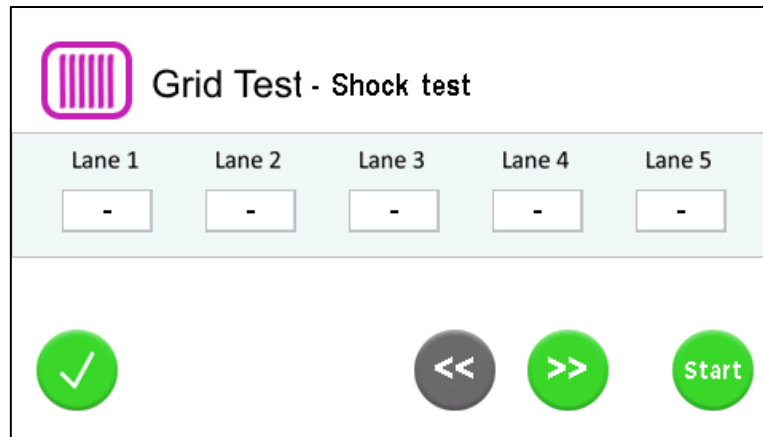 Grid Test - Shock test
Lane 1 Lane 2 Lane 3 Lane 4 Lane 5
- - - - -
<< >> Start